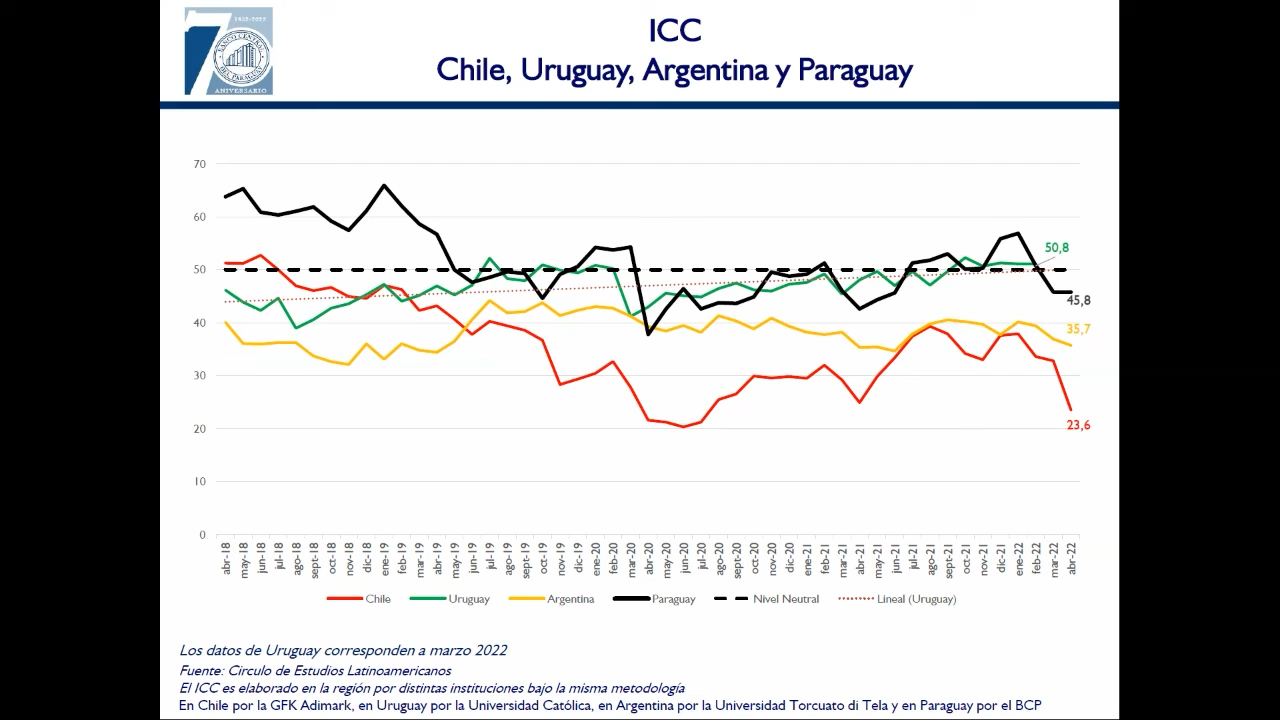 1952-2022
BANCO CENTRAL
DEL PARAGUAY
ANIVERSARIO
ICC
Chile, Uruguay, Argentina y Paraguay
70
60
50
40
30
20
10
0
50,8
45,8
35,7
23,6
abr-18
may-18
jun-18
jul-18
ago-18
sept-18
oct-18
nov-18
dic-18
ene-19
feb-19
mar-19
abr-19
may-19
jun-19
jul-19
ago-19
sept-19
oct-19
nov-19
dic-19
ene-20
feb-20
mar-20
abr-20
may-20
jun-20
jul-20
ago-20
sept-20
oct-20
nov-20
dic-20
ene-21
feb-21
mar-21
abr-21
may-21
jun-21
jul-21
ago-21
sept-21
oct-21
nov-21
dic-21
ene-22
feb-22
mar-22
abr-22
Chile
Uruguay
Argentina
Paraguay
Nivel Neutral
Lineal (Uruguay)
Los datos de Uruguay corresponden a marzo 2022
Fuente: Circulo de Estudios Latinoamericanos
El ICC es elaborado en la región por distintas instituciones bajo la misma metodología
En Chile por la GFK Adimark, en Uruguay por la Universidad Católica, en Argentina por la Universidad Torcuato di Tela y en Paraguay por el BCP